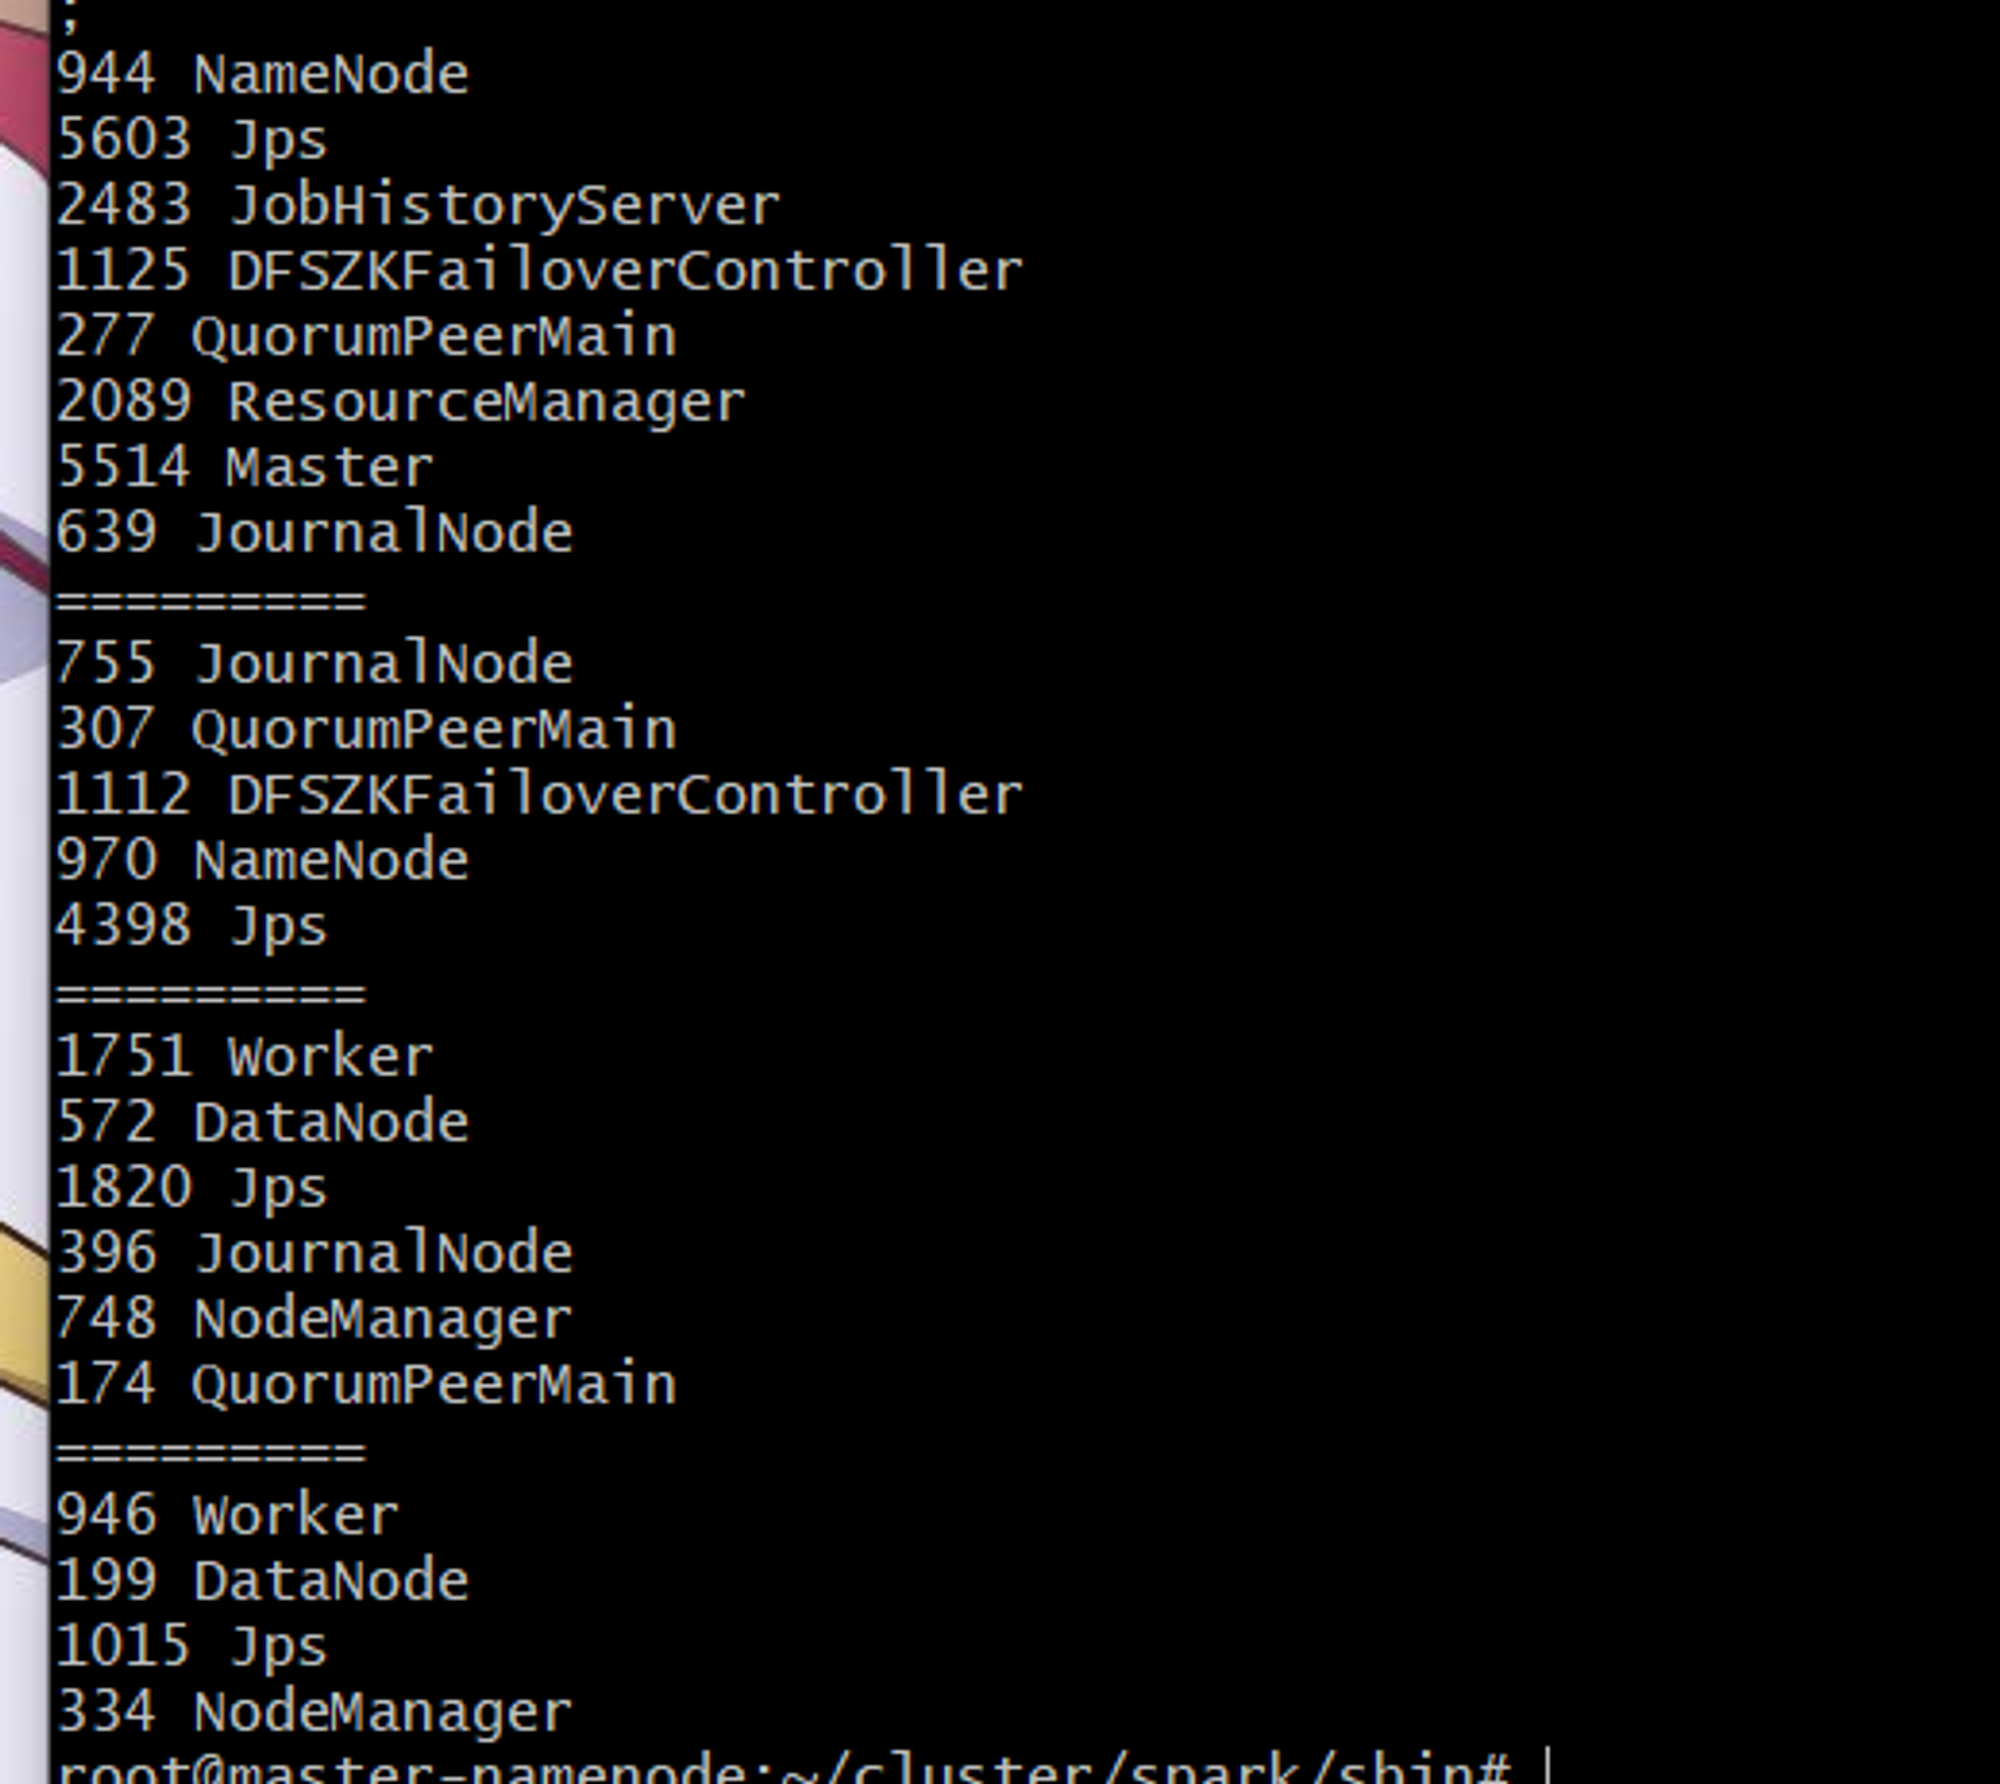 ;
944 NameNode
5603 Jps
2483 JobHistoryServer
1125 DFSZKFailoverController
277 QuorumPeerMain
2089 ResourceManager
5514 Master
639 JournalNode
=========
755 JournalNode
307 QuorumPeerMain
1112 DFSZKFailoverController
970 NameNode
4398 Jps
=========
1751 Worker
572 DataNode
1820 Jps
396 JournalNode
748 NodeManager
174 QuorumPeerMain
=========
946 Worker
199 DataNode
1015 Jps
334 NodeManager
root@master-namenode:~/cluster/spark/sbin#